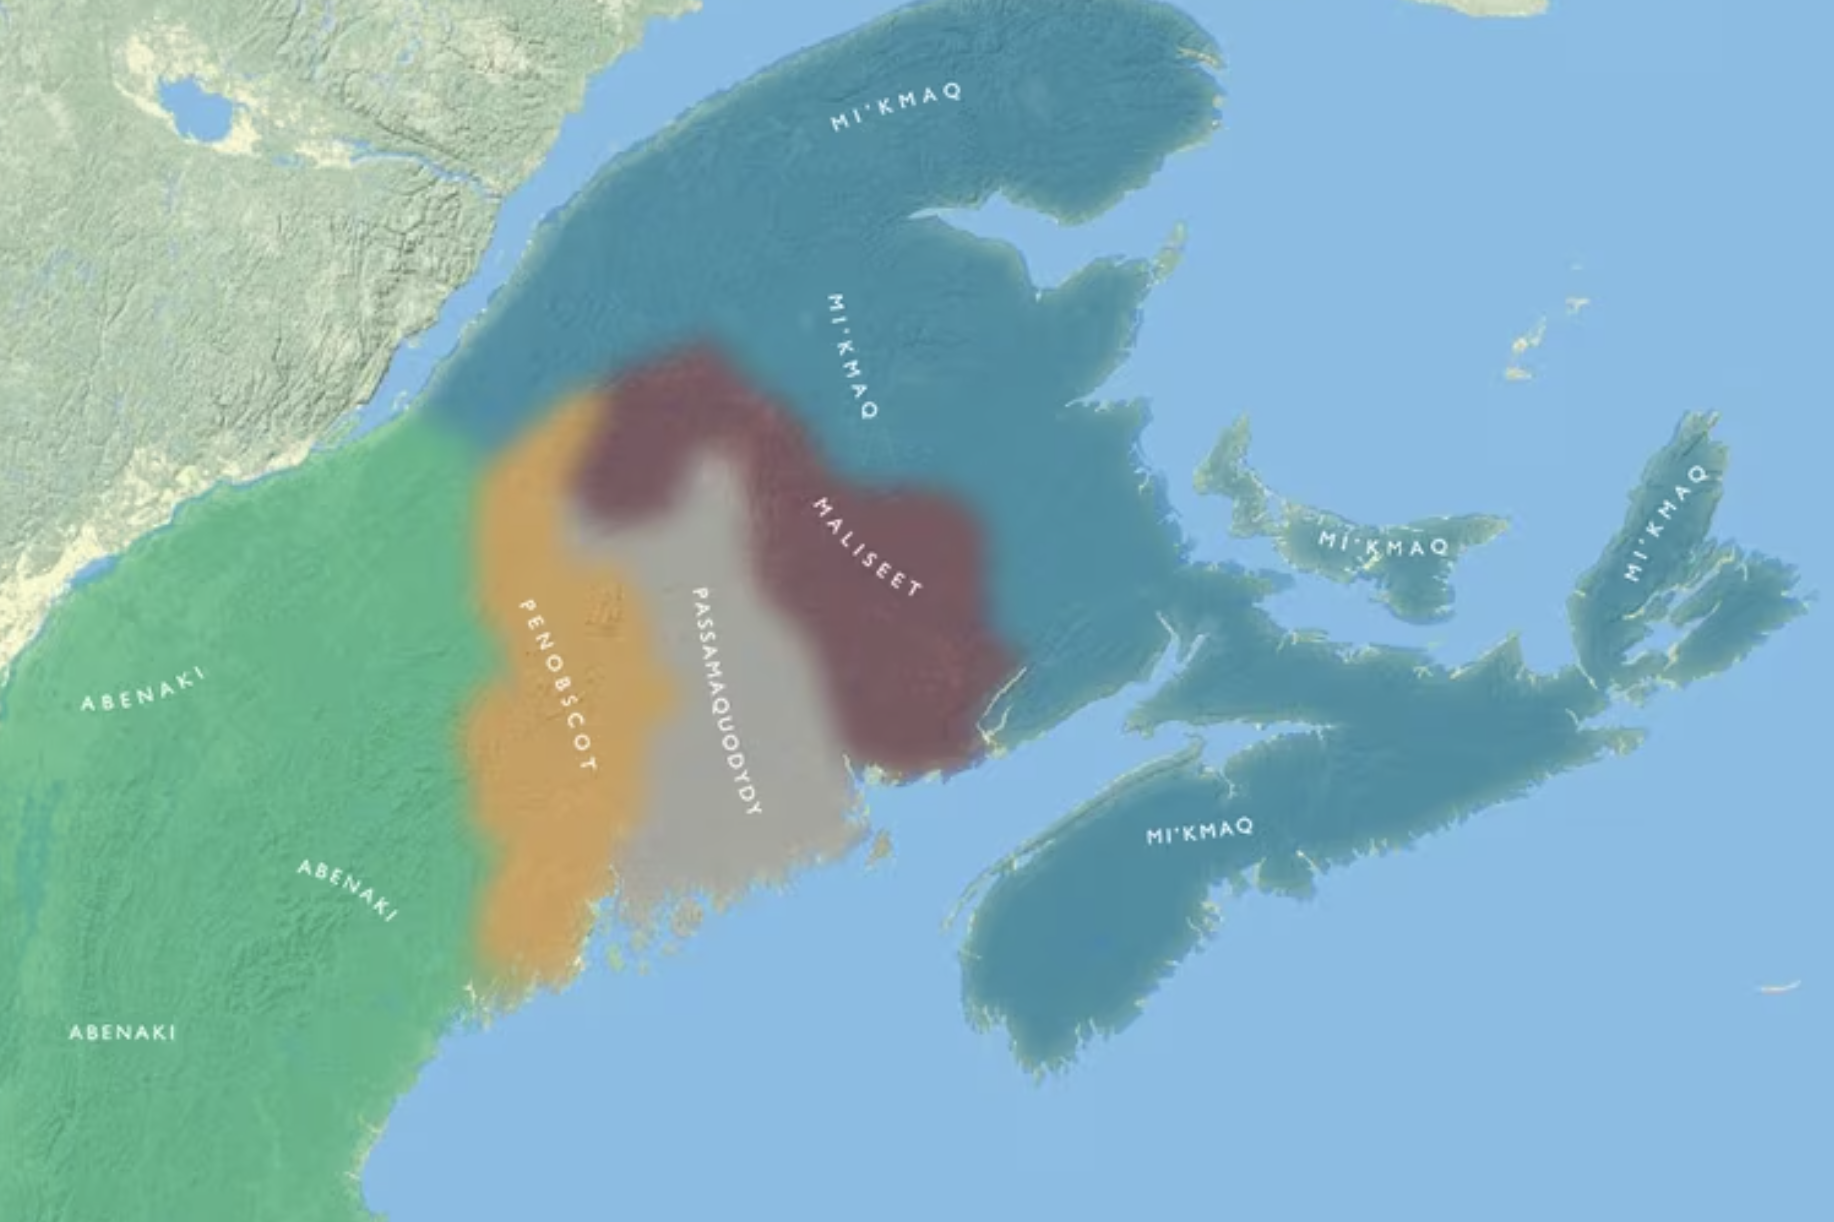 MI'KMAQ
MI'KMAQ
MALISEET
MI'KMAQ
MI'KMAQ
PENOBSCOT
PASSAMAQUODYDY
ABENAKI
MI'KMAQ
ABENAKI
ABENAKI